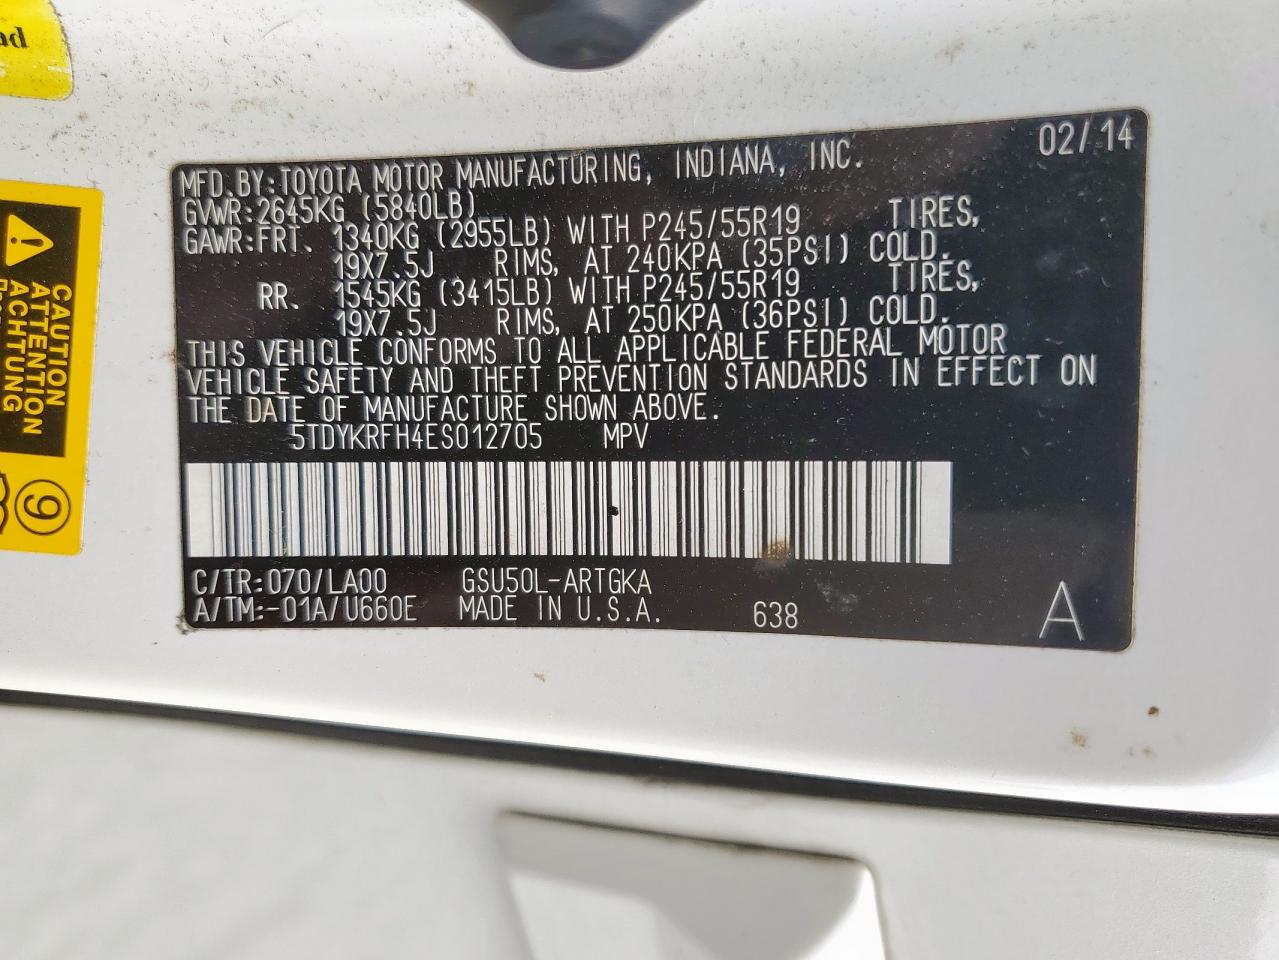 02/14
MFD.BY:TOYOTA MOTOR MANUFACTURING, INDIANA, INC.
GVWR:2645KG (5840LB)
GAWR:FRT. 1340KG (2955LB) WITH P245/55R19 TIRES,
19X7.5J RIMS, AT 240KPA (35PSI) COLD.
RR. 1545KG (3415LB) WITH P245/55R19 TIRES,
19X7.5J RIMS, AT 250KPA (36PSI) COLD.
THIS VEHICLE CONFORMS TO ALL APPLICABLE FEDERAL MOTOR
VEHICLE SAFETY AND THEFT PREVENTION STANDARDS IN EFFECT ON
THE DATE OF MANUFACTURE SHOWN ABOVE.
5TDYKRFH4ES012705 MPV
C/TR:070/LA00 GSU50L-ARTGKA
A/TM:-01A/U660E MADE IN U.S.A. 638 A
CAUTION
ATTENTION
ACHTUNG
9